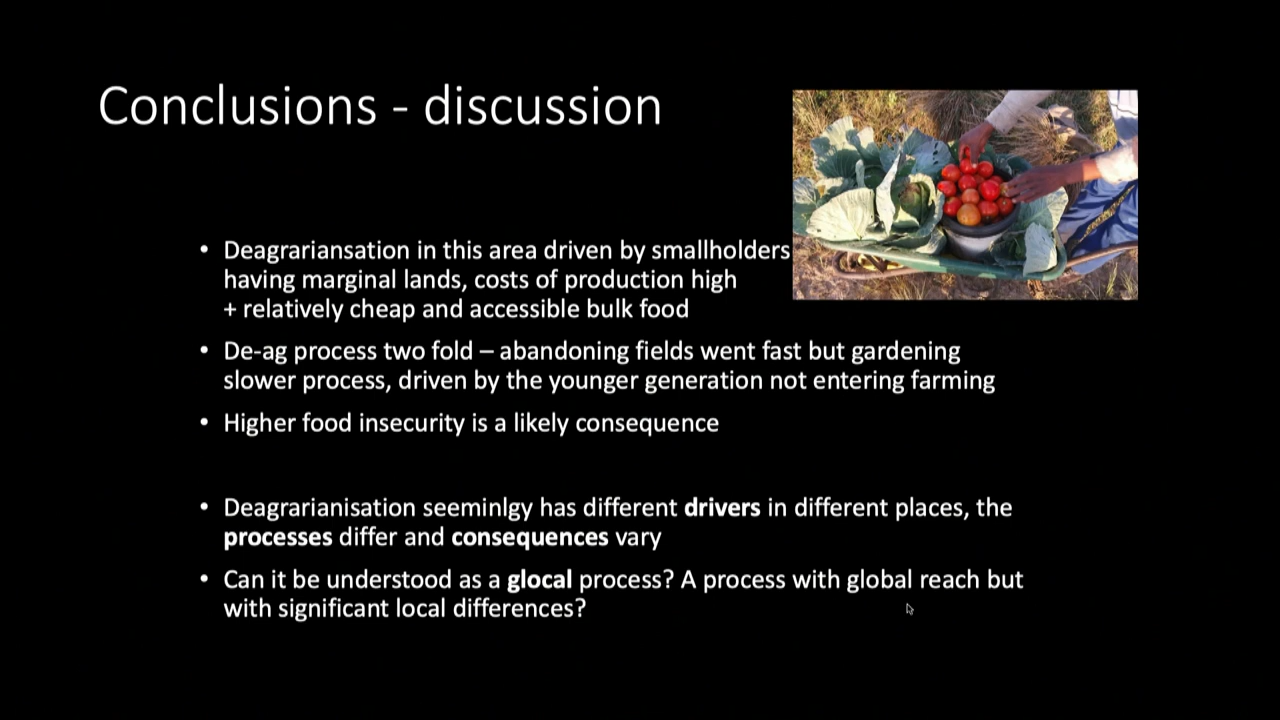 Conclusions - discussion
• Deagrariansation in this area driven by smallholders
having marginal lands, costs of production high
+ relatively cheap and accessible bulk food
• De-ag process two fold – abandoning fields went fast but gardening
slower process, driven by the younger generation not entering farming
• Higher food insecurity is a likely consequence
• Deagrarianisation seeminlgy has different drivers in different places, the
processes differ and consequences vary
• Can it be understood as a glocal process? A process with global reach but
with significant local differences?